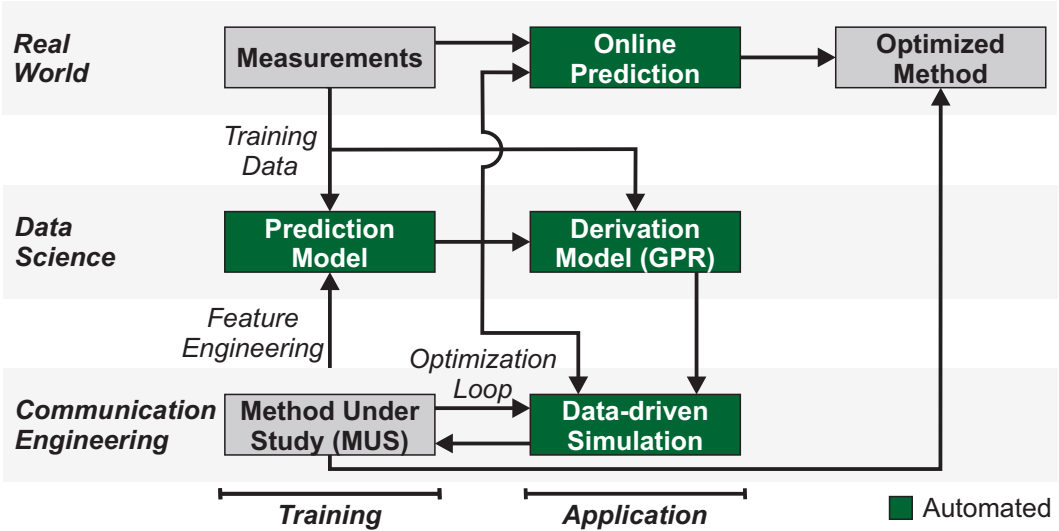 Real
World
Measurements
Online
Prediction
Optimized
Method
Training
Data
Data
Science
Prediction
Model
Derivation
Model (GPR)
Feature
Engineering
Optimization
Loop
Communication
Engineering
Method Under
Study (MUS)
Data-driven
Simulation
Training
Application
Automated